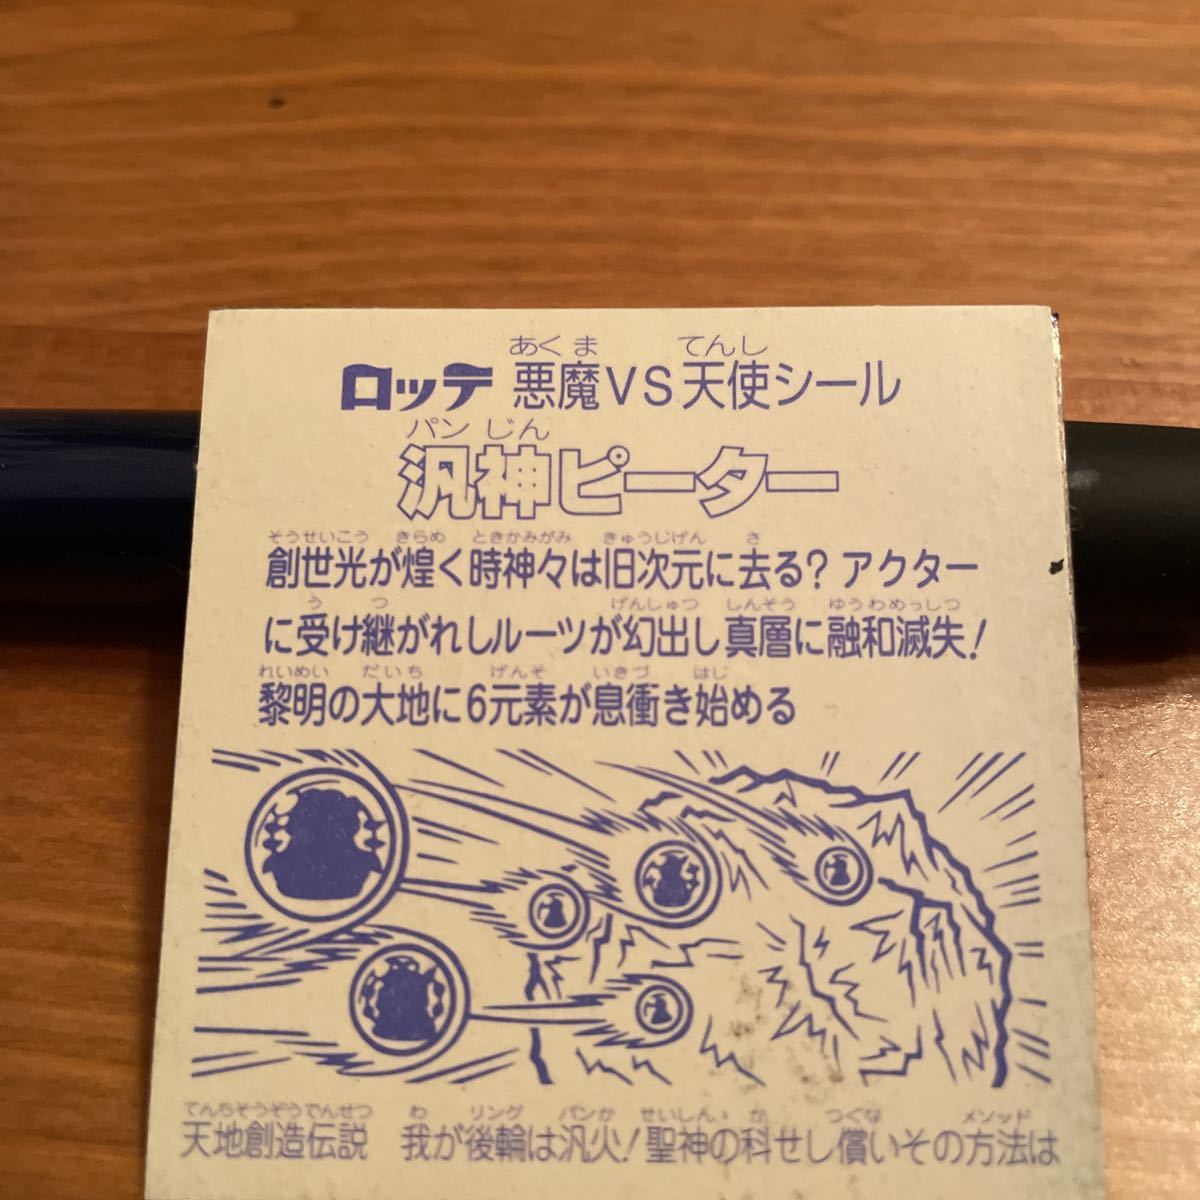 あくま てんし
ロッテ 悪魔VS天使シール
パンじん
汎神ピーター
そうせいこう きらめ ときかみがみ きゅうじげん さ
創世光が煌く時神々は旧次元に去る？アクター
う つ げんしゅつ しんそう ゆうわめっしつ
に受け継がれしルーツが幻出し真層に融和滅失！
れいめい だいち げんそ いきづ はじ
黎明の大地に6元素が息衝き始める
てんちそうぞうでんせつ わ リング パンか せいしん か つぐな メソッド
天地創造伝説 我が後輪は汎火！聖神の科せし償いその方法は